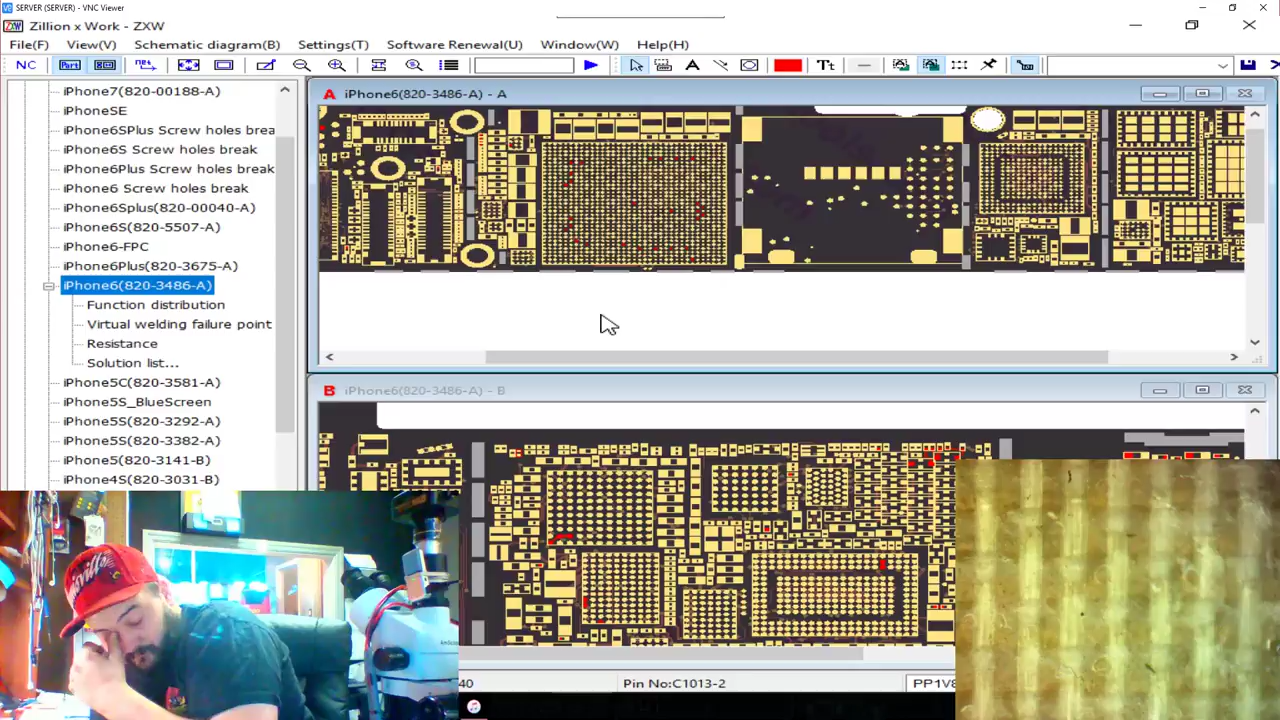 SERVER (SERVER) - VNC Viewer
Zillion x Work - ZXW
File(F) View(V) Schematic diagram(B) Settings(T) Software Renewal(U) Window(W) Help(H)
NC Part net
iPhone7(820-00188-A)
iPhoneSE
iPhone6SPlus Screw holes brea
iPhone6S Screw holes break
iPhone6Plus Screw holes break
iPhone6 Screw holes break
iPhone6Splus(820-00040-A)
iPhone6S(820-5507-A)
iPhone6-FPC
iPhone6Plus(820-3675-A)
iPhone6(820-3486-A)
Function distribution
Virtual welding failure point
Resistance
Solution list...
iPhone5C(820-3581-A)
iPhone5S_BlueScreen
iPhone5S(820-3292-A)
iPhone5S(820-3382-A)
iPhone5(820-3141-B)
iPhone4S(820-3031-B)
A iPhone6(820-3486-A) - A
B iPhone6(820-3486-A) - B
40 Pin No:C1013-2 PP1V8